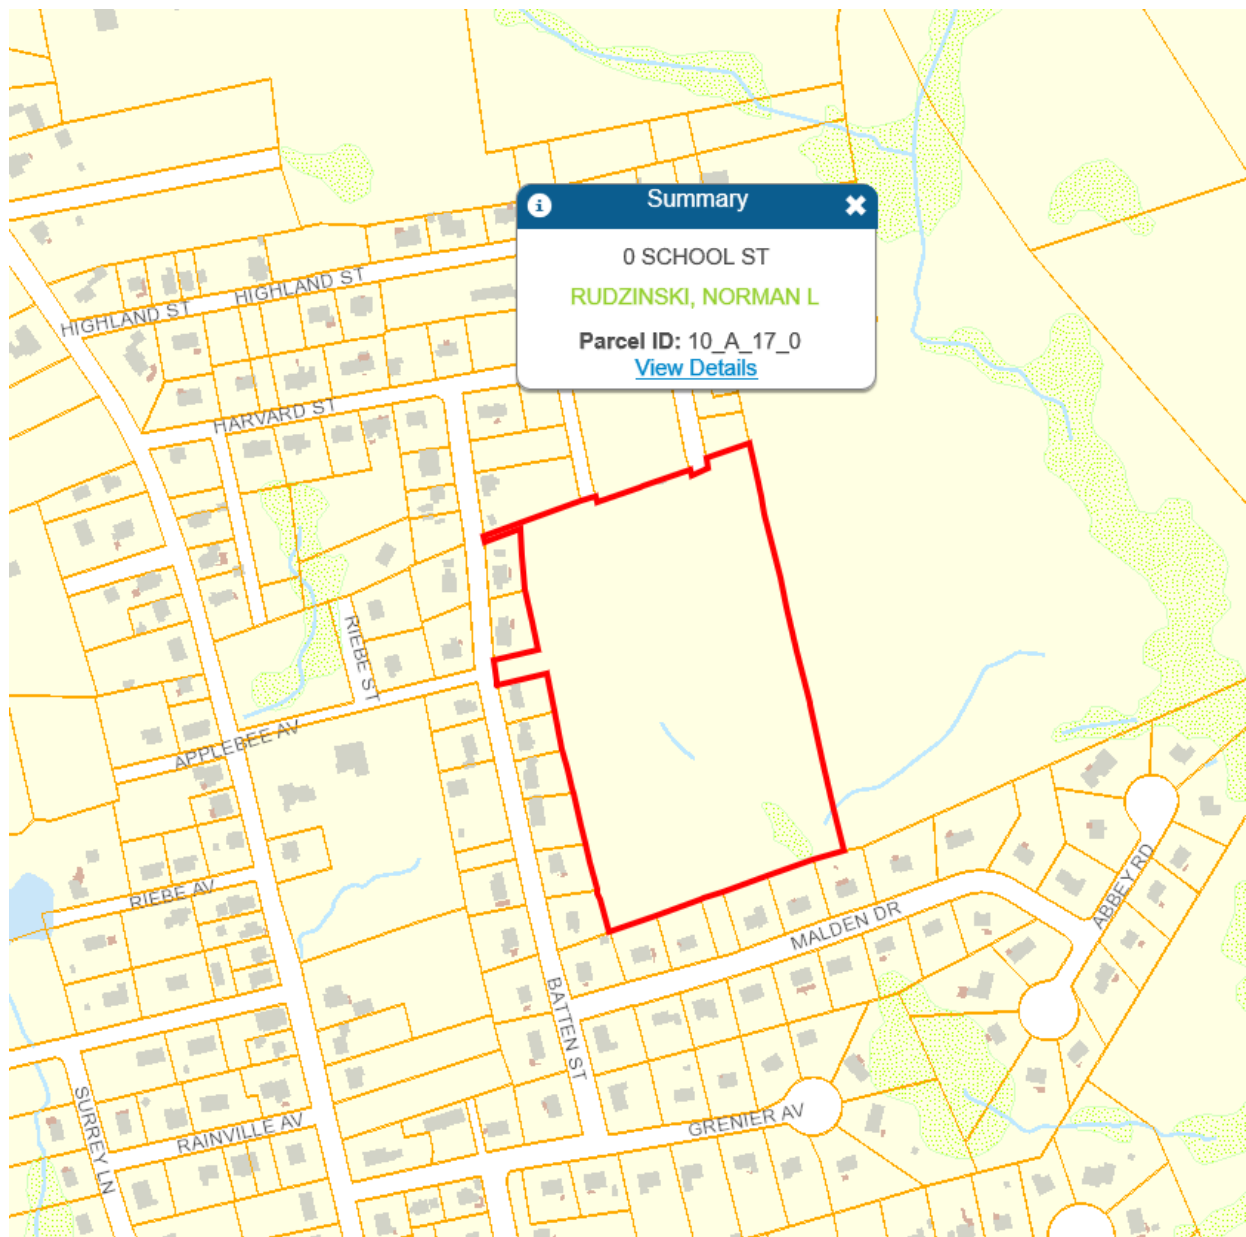 Summary
0 SCHOOL ST
RUDZINSKI, NORMAN L
Parcel ID: 10_A_17_0
View Details
HIGHLAND ST
HIGHLAND ST
HARVARD ST
RIEBE ST
APPLEBEE AV
RIEBE AV
ABBEY RD
MALDEN DR
BATTEN ST
GRENIER AV
SURREY LN
RAINVILLE AV